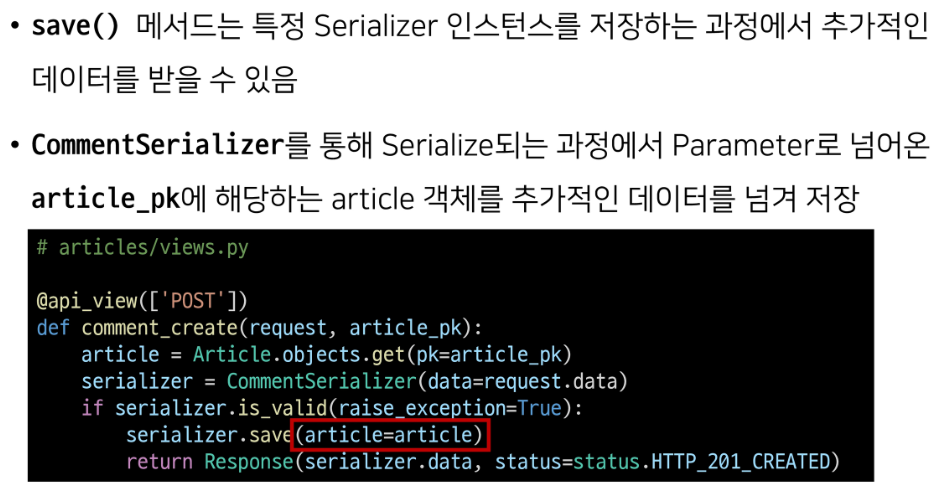 • save() 메서드는 특정 Serializer 인스턴스를 저장하는 과정에서 추가적인
데이터를 받을 수 있음
• CommentSerializer를 통해 Serialize되는 과정에서 Parameter로 넘어온
article_pk에 해당하는 article 객체를 추가적인 데이터를 넘겨 저장
# articles/views.py
@api_view(['POST'])
def comment_create(request, article_pk):
    article = Article.objects.get(pk=article_pk)
    serializer = CommentSerializer(data=request.data)
    if serializer.is_valid(raise_exception=True):
        serializer.save(article=article)
        return Response(serializer.data, status=status.HTTP_201_CREATED)